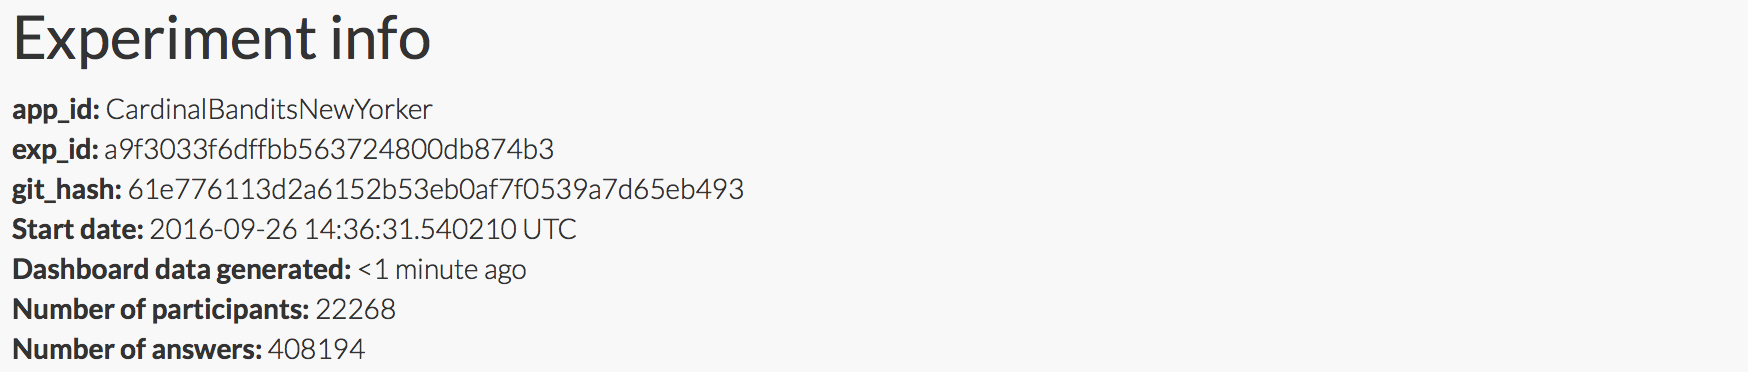 Experiment info
app_id: CardinalBanditsNewYorker
exp_id: a9f3033f6dffbb563724800db874b3
git_hash: 61e776113d2a6152b53eb0af7f0539a7d65eb493
Start date: 2016-09-26 14:36:31.540210 UTC
Dashboard data generated: <1 minute ago
Number of participants: 22268
Number of answers: 408194